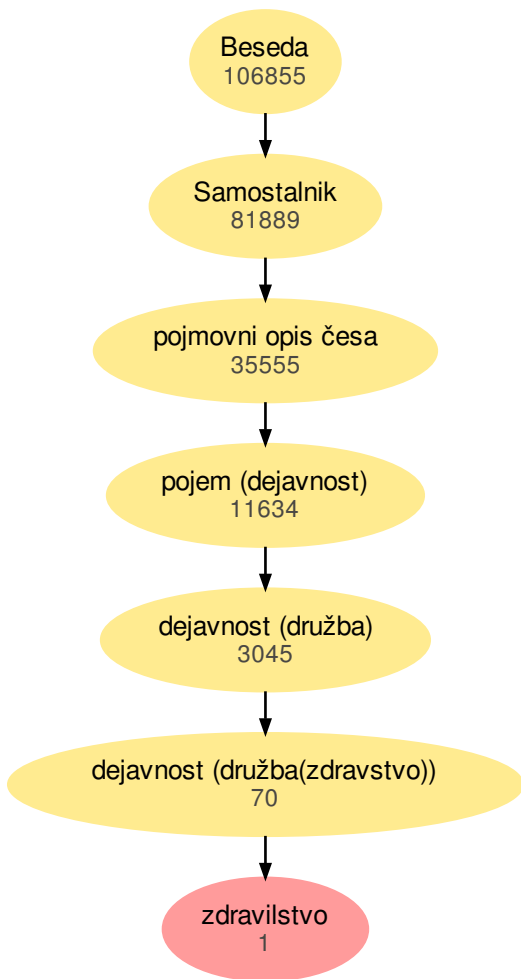 Beseda
106855
Samostalnik
81889
pojmovni opis česa
35555
pojem (dejavnost)
11634
dejavnost (družba)
3045
dejavnost (družba(zdravstvo))
70
zdravilstvo
1